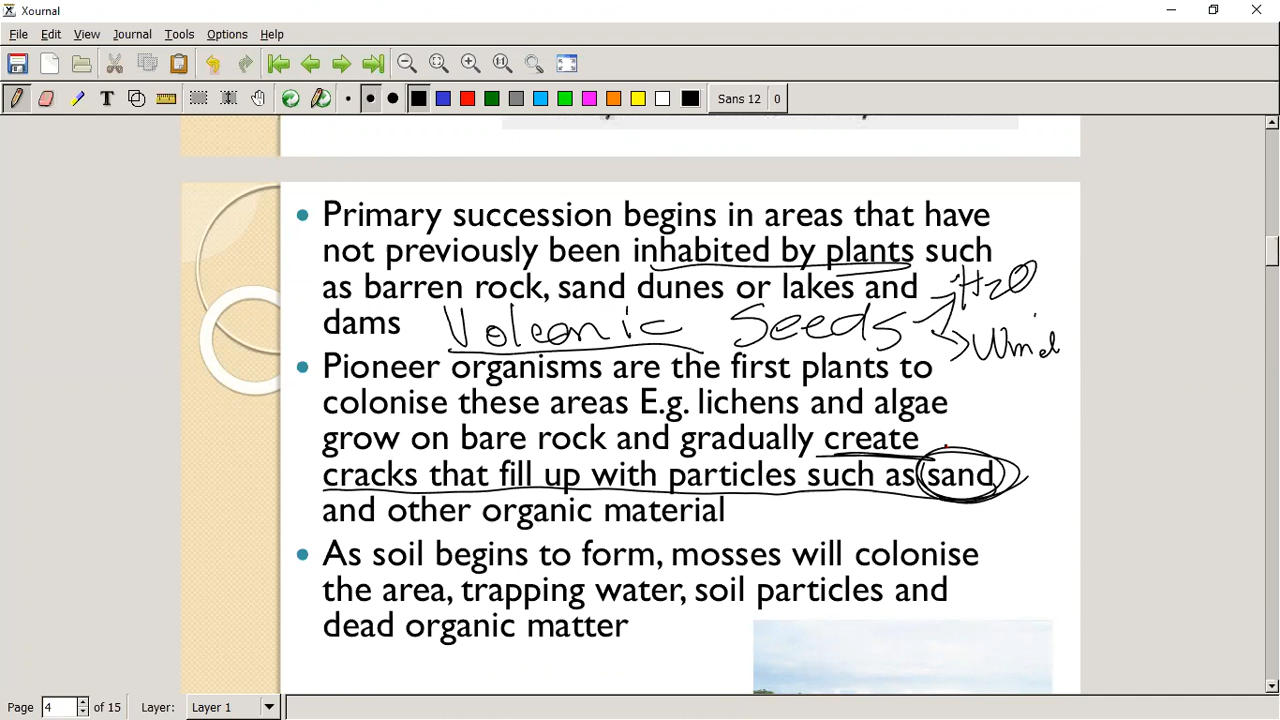 Xournal
File Edit View Journal Tools Options Help
T Sans 12 0
Primary succession begins in areas that have
not previously been inhabited by plants such
as barren rock, sand dunes or lakes and H2O
dams Volcanic Seeds Wind
Pioneer organisms are the first plants to
colonise these areas E.g. lichens and algae
grow on bare rock and gradually create
cracks that fill up with particles such as sand
and other organic material
As soil begins to form, mosses will colonise
the area, trapping water, soil particles and
dead organic matter
Page 4 of 15 Layer: Layer 1